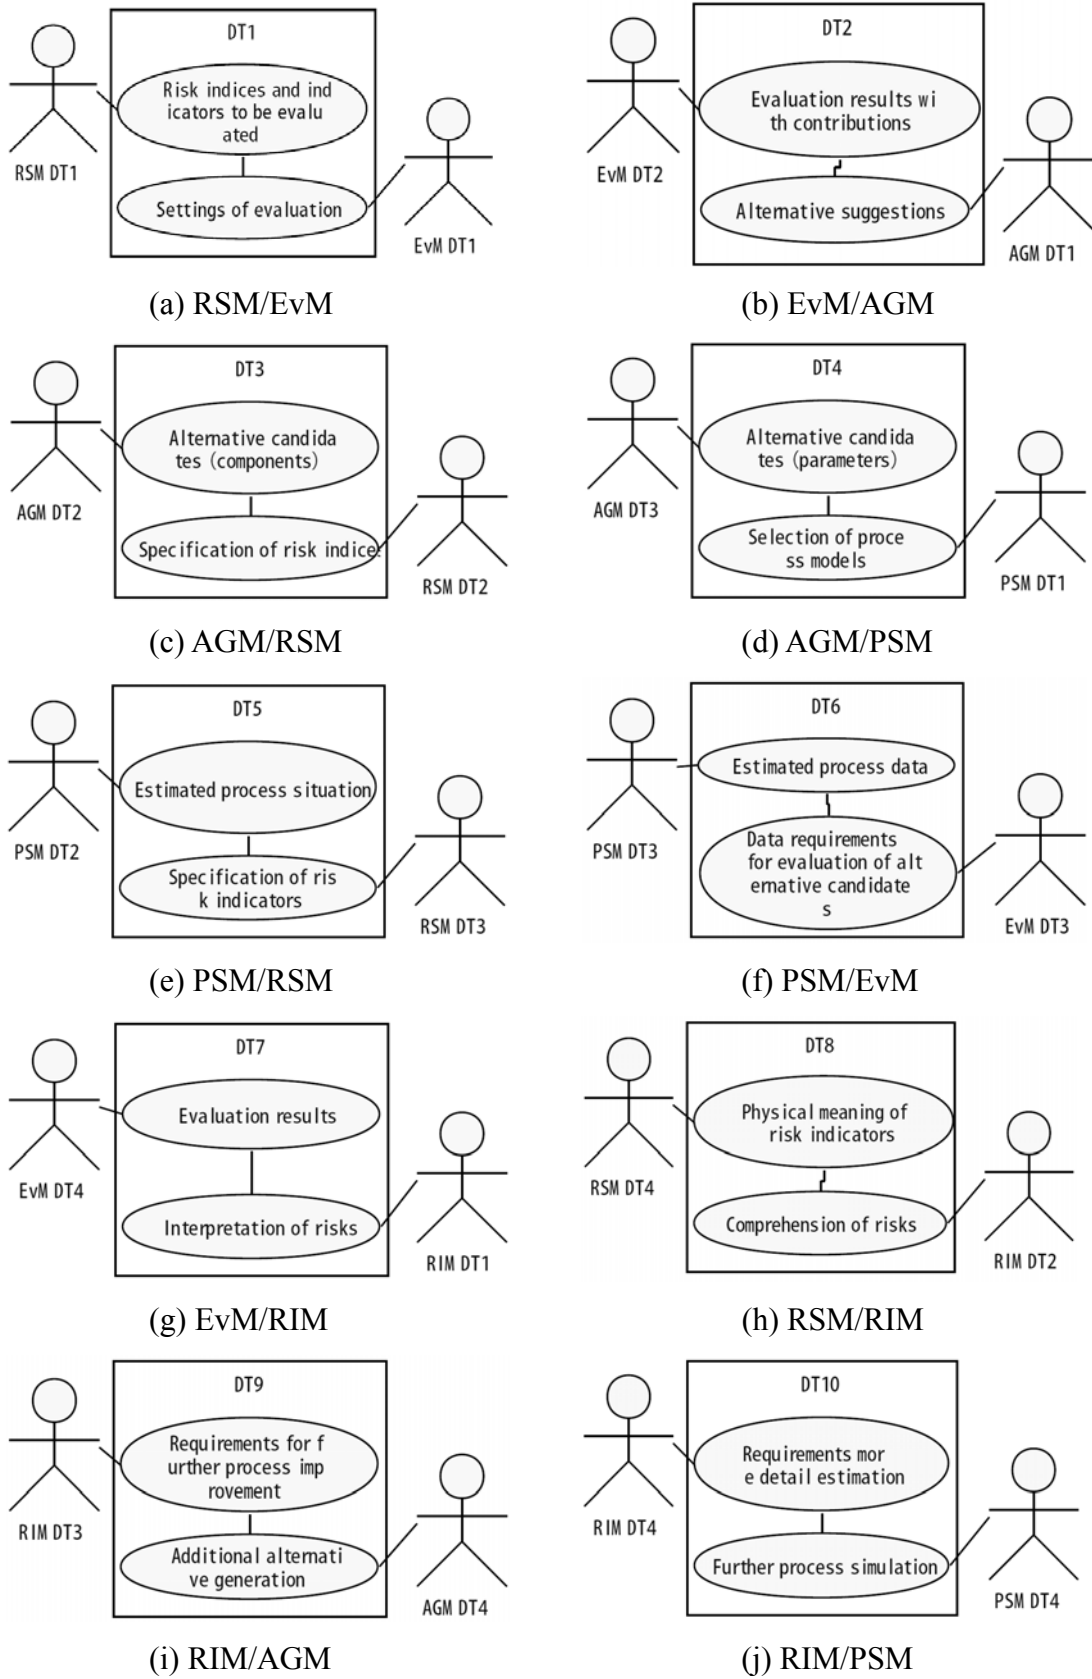 DT1
Risk indices and ind
icators to be evalu
ated
RSM DT1
Settings of evaluation
EvM DT1
(a) RSM/EvM
DT2
Evaluation results wi
th contributions
EvM DT2
Alternative suggestions
AGM DT1
(b) EvM/AGM
DT3
Alternative candida
tes (components)
AGM DT2
Specification of risk indice
RSM DT2
(c) AGM/RSM
DT4
Alternative candida
tes (parameters)
AGM DT3
Selection of proce
ss models
PSM DT1
(d) AGM/PSM
DT5
Estimated process situation
PSM DT2
Specification of ris
k indicators
RSM DT3
(e) PSM/RSM
DT6
Estimated process data
PSM DT3
Data requirements
for evaluation of alt
ernative candidate
s
EvM DT3
(f) PSM/EvM
DT7
Evaluation results
EvM DT4
Interpretation of risks
RIM DT1
(g) EvM/RIM
DT8
Physical meaning of
risk indicators
RSM DT4
Comprehension of risks
RIM DT2
(h) RSM/RIM
DT9
Requirements for f
urther process imp
rovement
RIM DT3
Additional alternati
ve generation
AGM DT4
(i) RIM/AGM
DT10
Requirements mor
e detail estimation
RIM DT4
Further process simulation
PSM DT4
(j) RIM/PSM